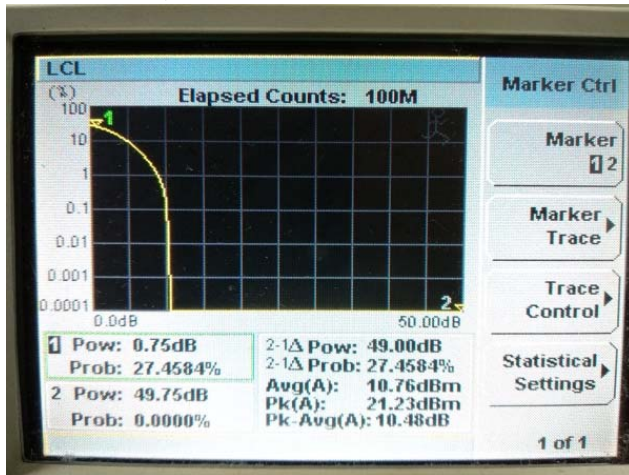 LCL
(%)
Elapsed Counts: 100M
100
10
1
0.1
0.01
0.001
0.0001
1
2
0.0dB
50.00dB
1 Pow: 0.75dB
Prob: 27.4584%
2 Pow: 49.75dB
Prob: 0.0000%
2-1Δ Pow: 49.00dB
2-1Δ Prob: 27.4584%
Avg(A): 10.76dBm
Pk(A): 21.23dBm
Pk-Avg(A): 10.48dB
Marker Ctrl
Marker
1 2
Marker
Trace
Trace
Control
Statistical
Settings
1 of 1